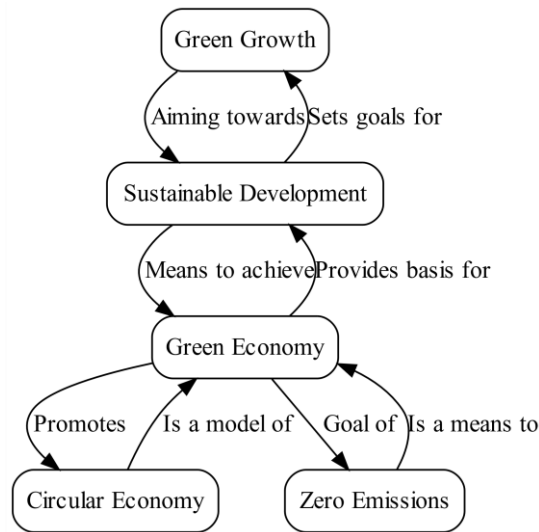 Green Growth
Aiming towards
Sets goals for
Sustainable Development
Means to achieve
Provides basis for
Green Economy
Promotes
Is a model of
Goal of
Is a means to
Circular Economy
Zero Emissions